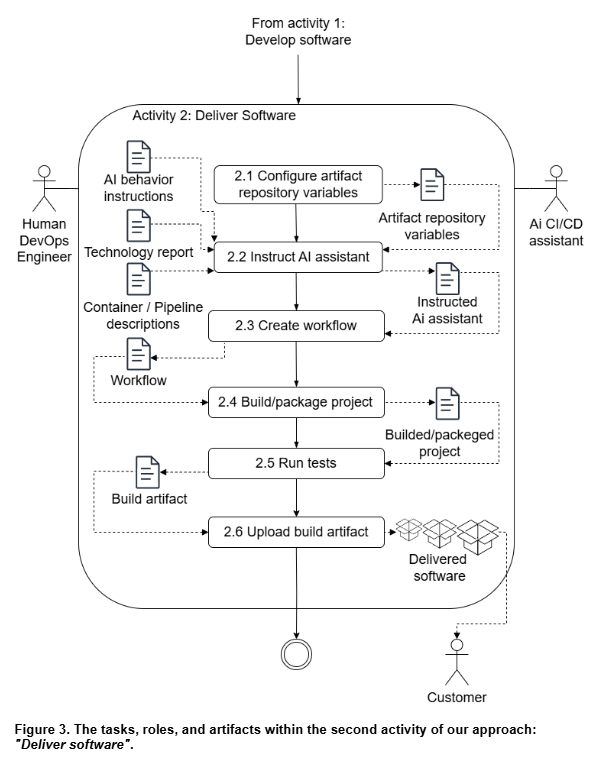 From activity 1:
Develop software
Activity 2: Deliver Software
AI behavior
instructions
2.1 Configure artifact
repository variables
Artifact repository
variables
Human
DevOps
Engineer
Ai CI/CD
assistant
Technology report
2.2 Instruct AI assistant
Container / Pipeline
descriptions
Instructed
Ai assistant
2.3 Create workflow
Workflow
2.4 Build/package project
Builded/packeged
project
2.5 Run tests
Build artifact
2.6 Upload build artifact
Delivered
software
Customer
Figure 3. The tasks, roles, and artifacts within the second activity of our approach:
"Deliver software".